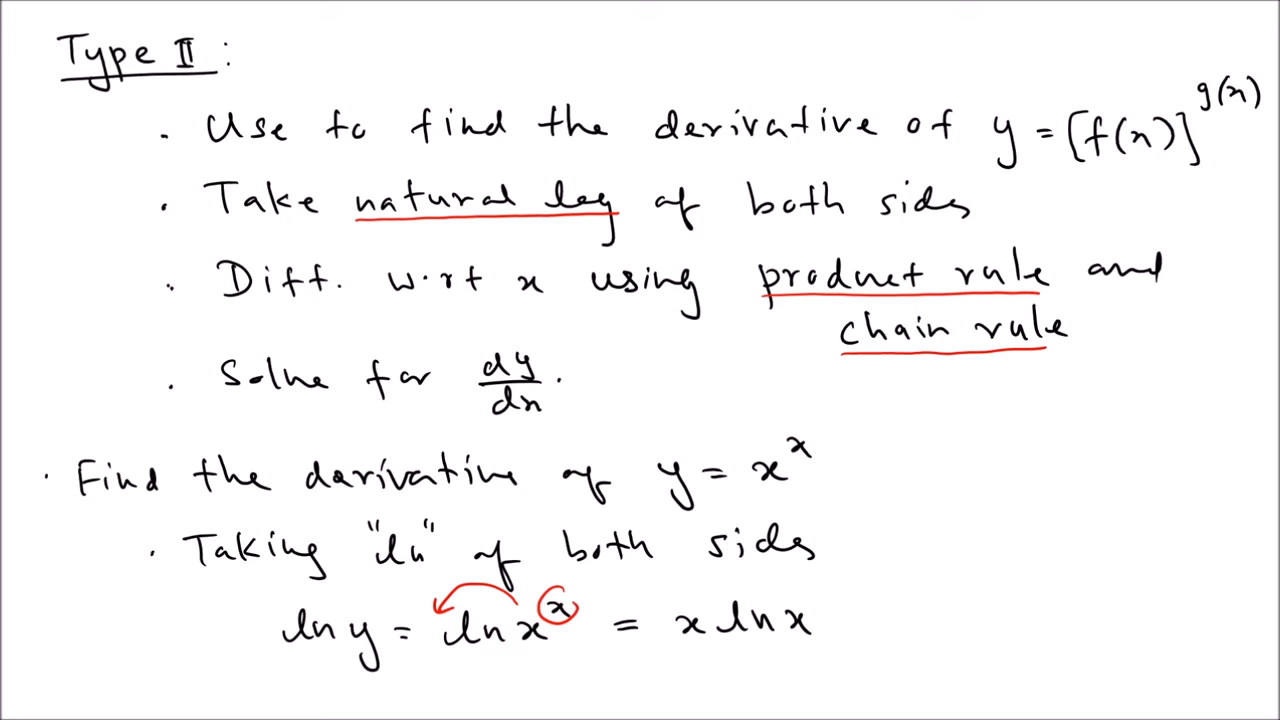 Type II :
. Use to find the derivative of y = [f(x)]^g(x)
. Take natural log of both sides
. Diff. w.rt x using product rule and
chain rule
. Solve for dy/dx.
. Find the derivative of y = x^x
. Taking "ln" of both sides
ln y = ln x^x = x ln x